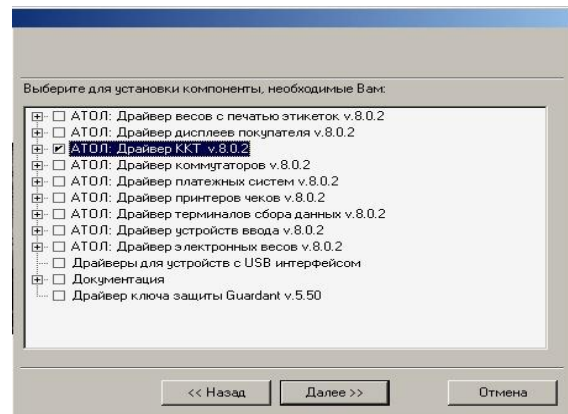 Выберите для установки компоненты, необходимые Вам:
АТОЛ: Драйвер весов с печатью этикеток v.8.0.2
АТОЛ: Драйвер дисплеев покупателя v.8.0.2
АТОЛ: Драйвер ККТ v.8.0.2
АТОЛ: Драйвер коммутаторов v.8.0.2
АТОЛ: Драйвер платежных систем v.8.0.2
АТОЛ: Драйвер принтеров чеков v.8.0.2
АТОЛ: Драйвер терминалов сбора данных v.8.0.2
АТОЛ: Драйвер устройств ввода v.8.0.2
АТОЛ: Драйвер электронных весов v.8.0.2
Драйверы для устройств с USB интерфейсом
Документация
Драйвер ключа защиты Guardant v.5.50
<< Назад Далее >> Отмена